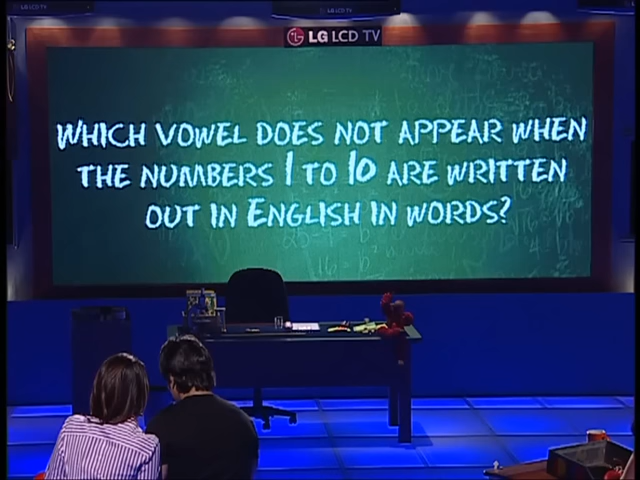 LG LCD TV
WHICH VOWEL DOES NOT APPEAR WHEN
THE NUMBERS 1 TO 10 ARE WRITTEN
OUT IN ENGLISH IN WORDS?